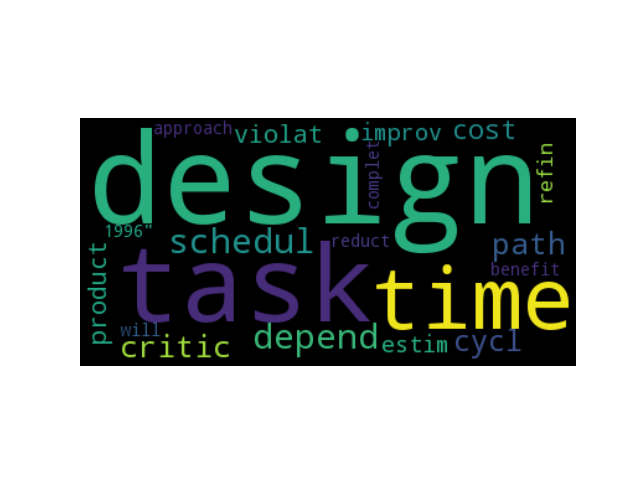 approach
violat
improv
cost
design
complet
refin
1996"
schedul
reduct
path
product
task
benefit
time
will
critic
depend
estim
cycl